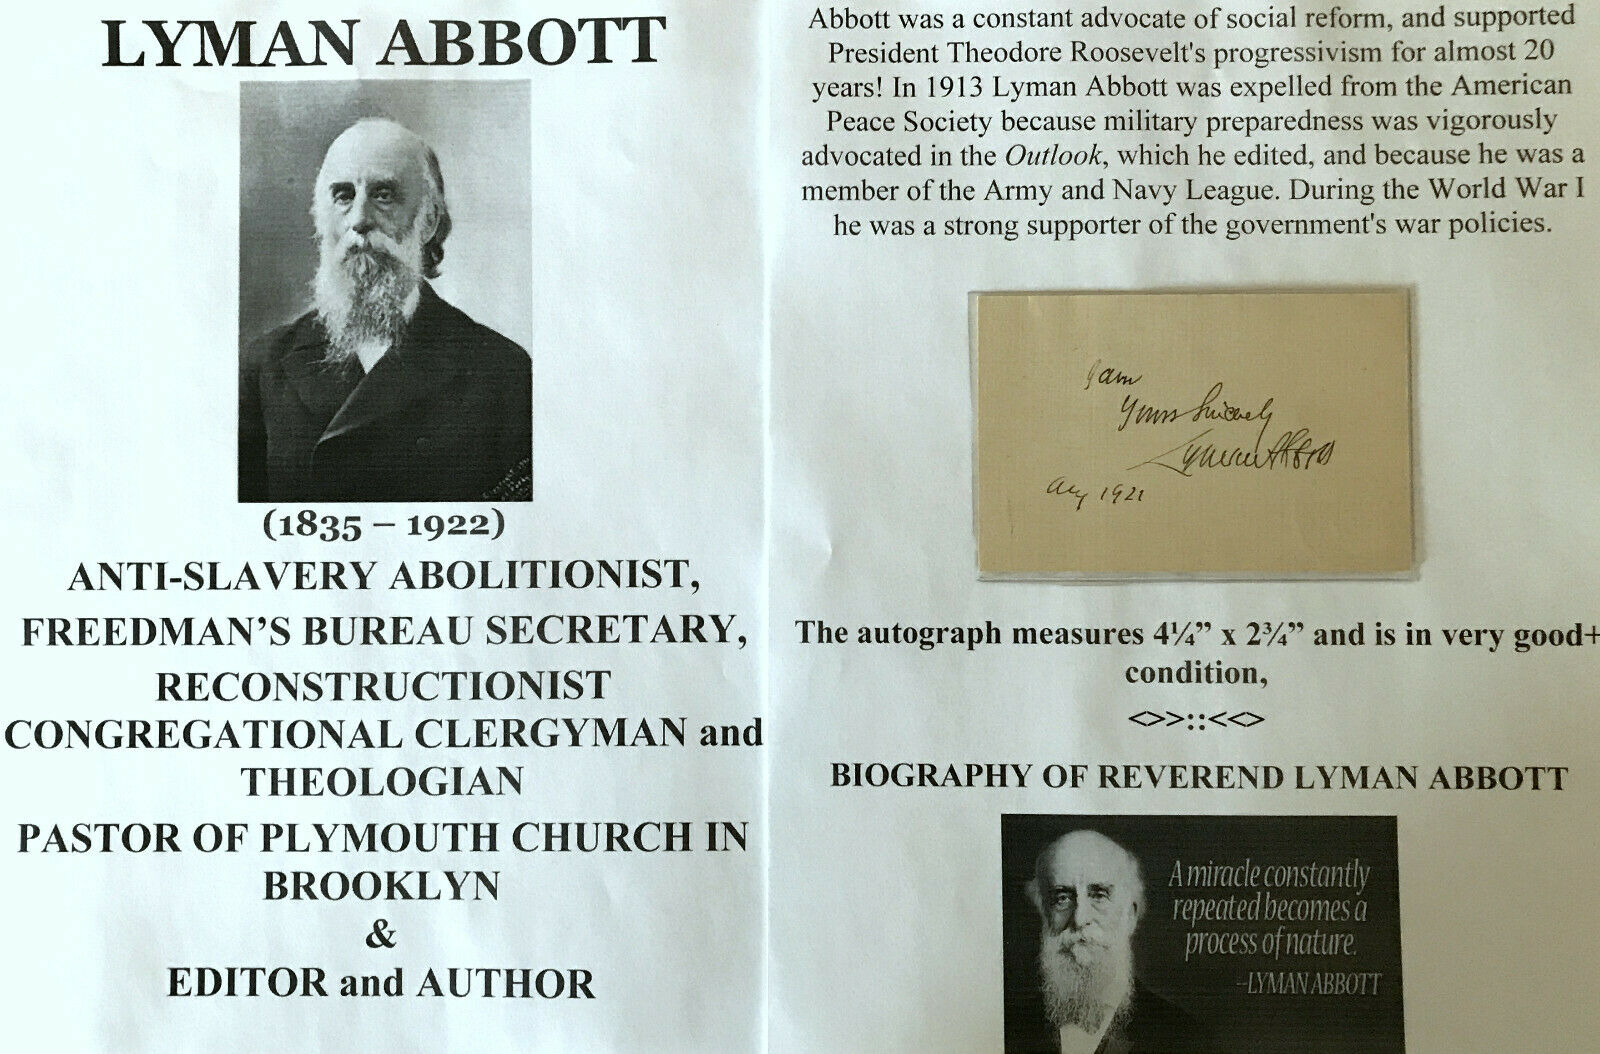 LYMAN ABBOTT
(1835 – 1922)
ANTI-SLAVERY ABOLITIONIST,
FREEDMAN’S BUREAU SECRETARY,
RECONSTRUCTIONIST
CONGREGATIONAL CLERGYMAN and
THEOLOGIAN
PASTOR OF PLYMOUTH CHURCH IN
BROOKLYN
&
EDITOR and AUTHOR
Abbott was a constant advocate of social reform, and supported
President Theodore Roosevelt's progressivism for almost 20
years! In 1913 Lyman Abbott was expelled from the American
Peace Society because military preparedness was vigorously
advocated in the Outlook, which he edited, and because he was a
member of the Army and Navy League. During the World War I
he was a strong supporter of the government's war policies.
I am
Yours Sincerely
Lyman Abbott
Aug 1921
The autograph measures 4¼” x 2¾” and is in very good+
condition,
<>>::<<>
BIOGRAPHY OF REVEREND LYMAN ABBOTT
A miracle constantly
repeated becomes a
process of nature.
--LYMAN ABBOTT